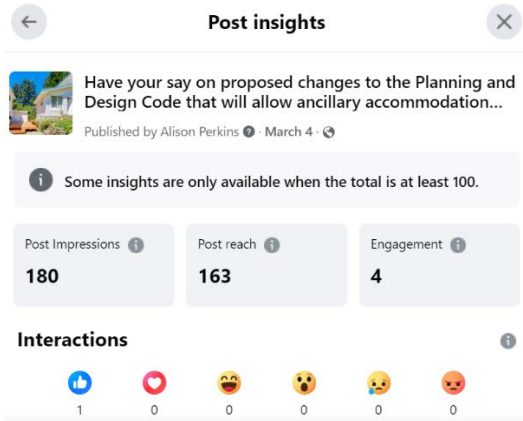 Post insights
Have your say on proposed changes to the Planning and
Design Code that will allow ancillary accommodation...
Published by Alison Perkins · March 4 ·
Some insights are only available when the total is at least 100.
Post Impressions
Post reach
Engagement
180
163
4
Interactions
1
0
0
0
0
0